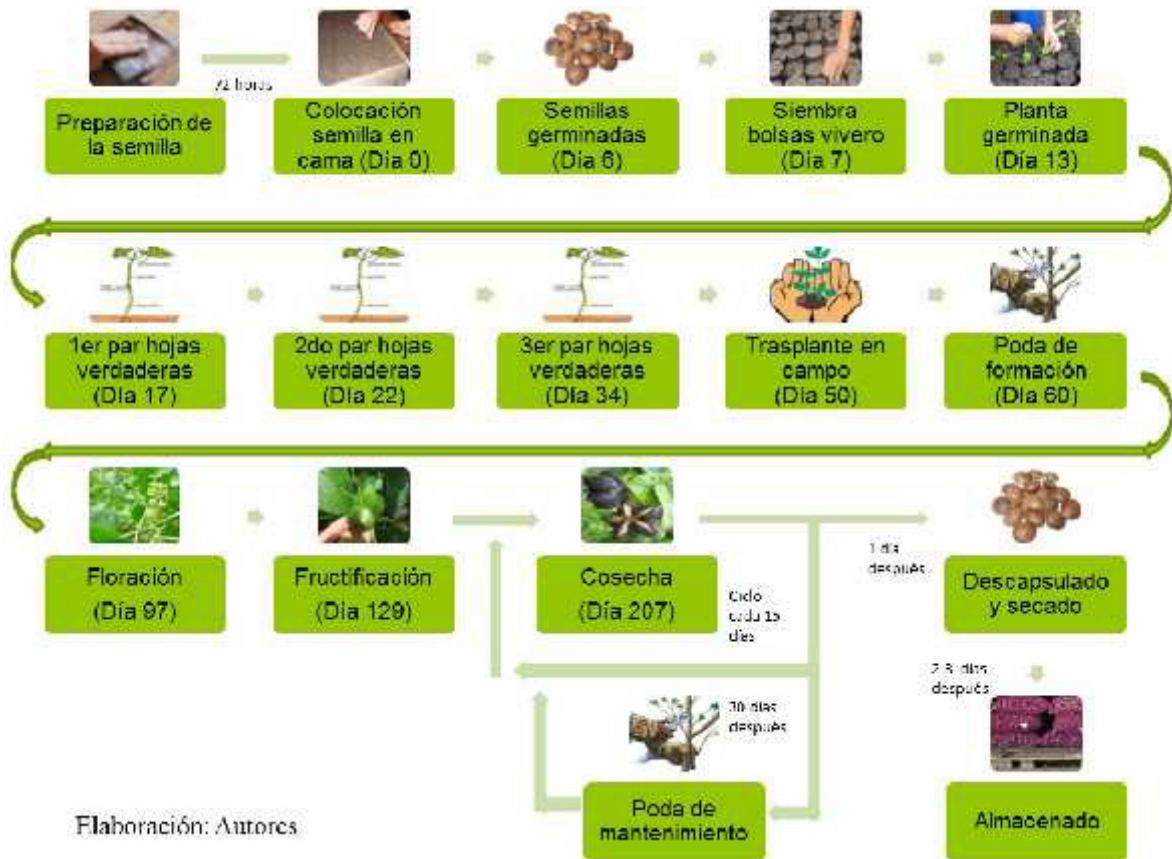 72 horas
Preparación de
la semilla
Colocación
semilla en
cama (Día 0)
Semillas
germinadas
(Día 6)
Siembra
bolsas vivero
(Día 7)
Planta
germinada
(Día 13)
1er par hojas
verdaderas
(Día 17)
2do par hojas
verdaderas
(Día 22)
3er par hojas
verdaderas
(Día 34)
Trasplante en
campo
(Día 50)
Poda de
formación
(Día 60)
Floración
(Día 97)
Fructificación
(Día 129)
Cosecha
(Día 207)
Ciclo
cada 15
días
1 día
después
Descapsulado
y secado
2-3 días
después
30 días
después
Poda de
mantenimiento
Almacenado
Elaboración: Autores